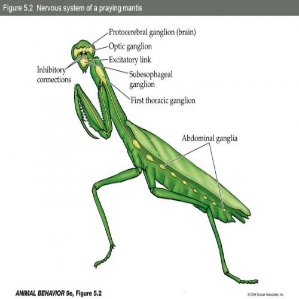 Figure 5.2 Nervous system of a praying mantis
Protocerebral ganglion (brain)
Optic ganglion
Excitatory link
Inhibitory
connections
Subesophageal
ganglion
First thoracic ganglion
Abdominal ganglia
ANIMAL BEHAVIOR 9e, Figure 5.2